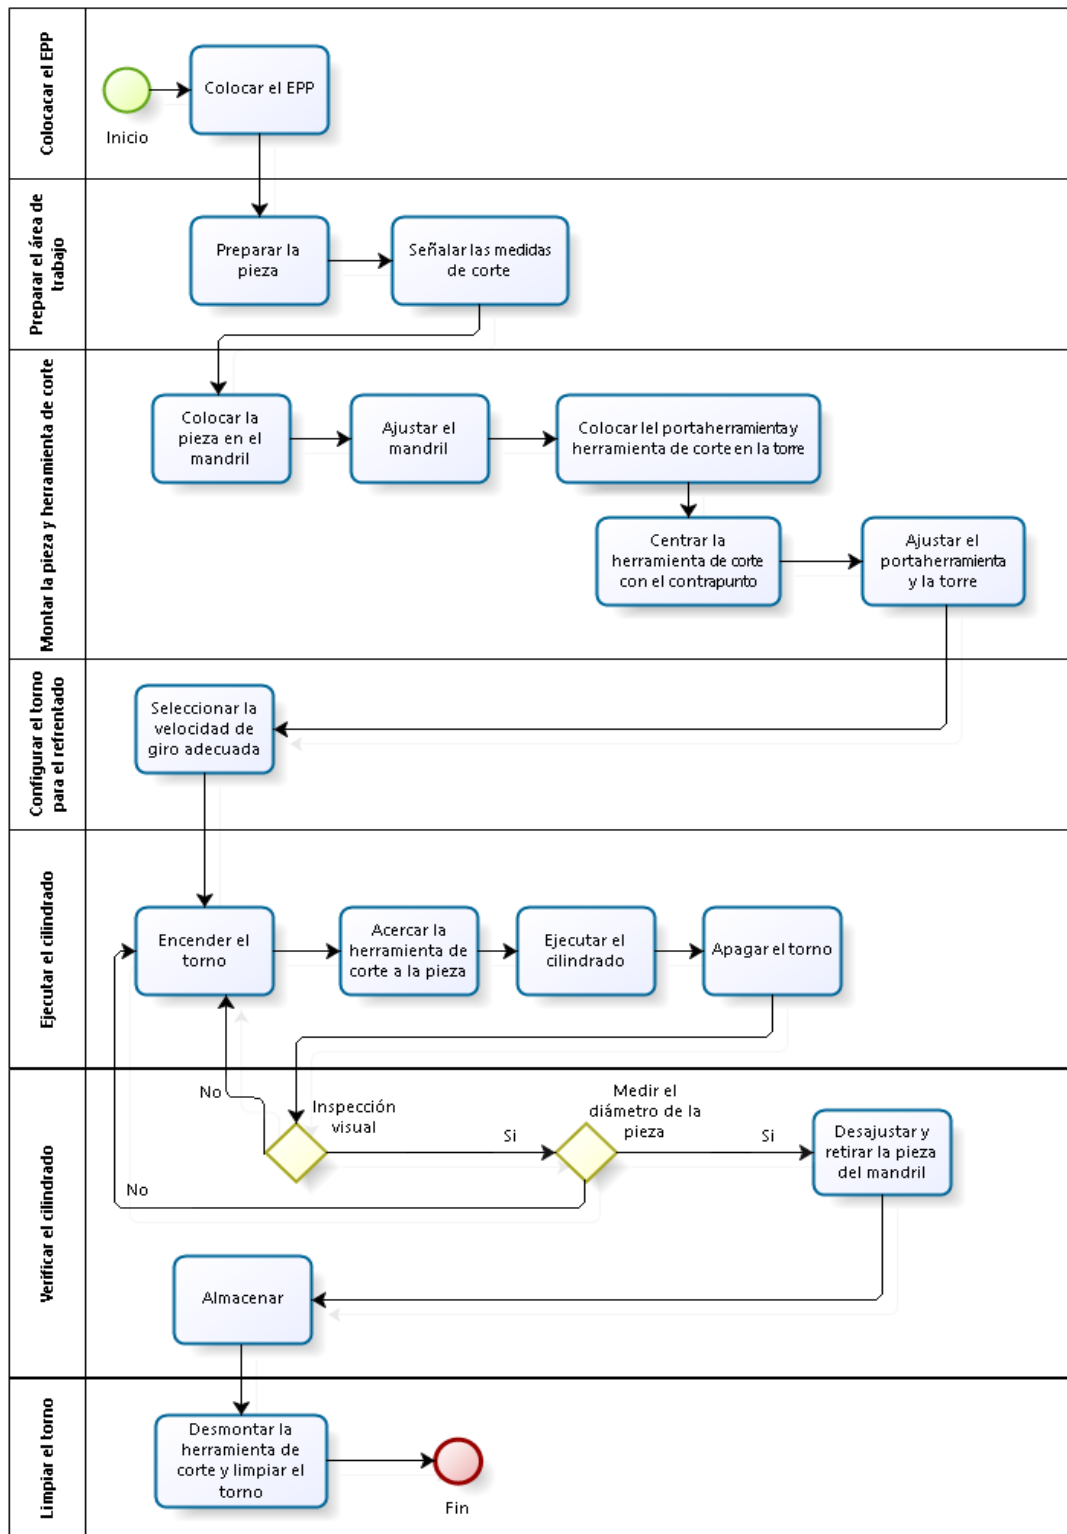 Colocacar el EPP
Inicio
Colocar el EPP
Preparar el área de
trabajo
Preparar la
pieza
Señalar las medidas
de corte
Montar la pieza y herramienta de corte
Colocar la
pieza en el
mandril
Ajustar el
mandril
Colocar lel portaherramienta y
herramienta de corte en la torre
Centrar la
herramienta de corte
con el contrapunto
Ajustar el
portaherramienta
y la torre
Configurar el torno
para el refrentado
Seleccionar la
velocidad de
giro adecuada
Ejecutar el cilindrado
Encender el
torno
Acercar la
herramienta de
corte a la pieza
Ejecutar el
cilindrado
Apagar el torno
Verificar el cilindrado
No
Inspección
visual
Si
Medir el
diámetro de la
pieza
Si
Desajustar y
retirar la pieza
del mandril
No
Almacenar
Limpiar el torno
Desmontar la
herramienta de
corte y limpiar el
torno
Fin